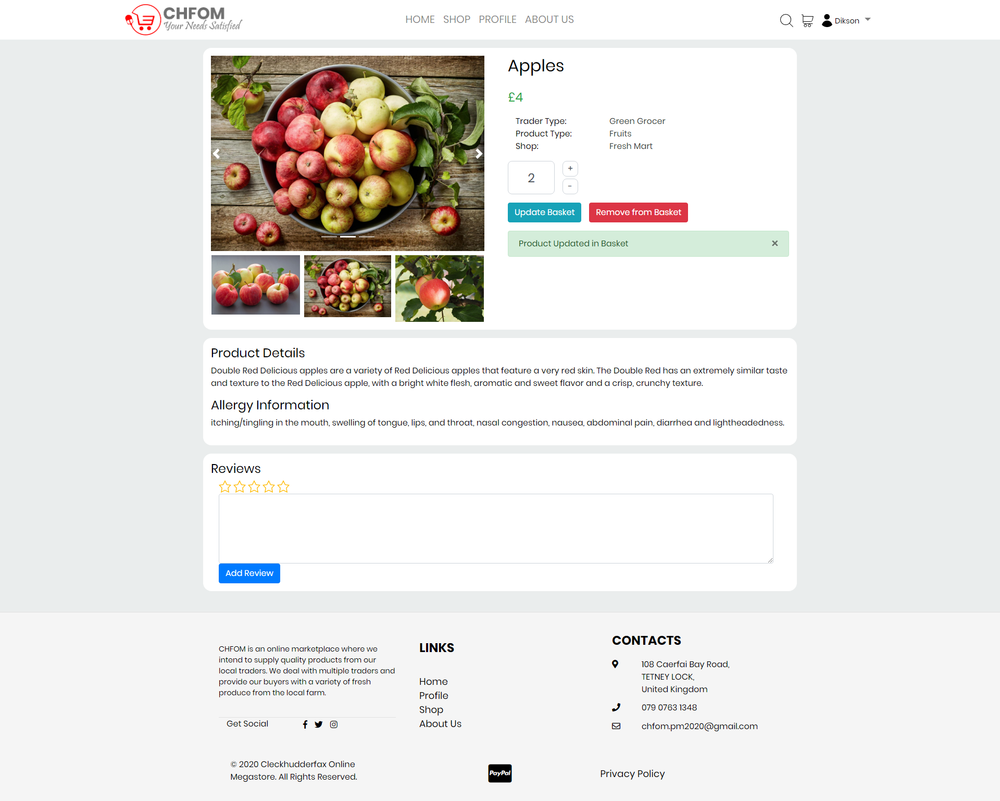 CHFOM
Your Needs Satisfied
HOME SHOP PROFILE ABOUT US
Dikson
Apples
£4
Trader Type: Green Grocer
Product Type: Fruits
Shop: Fresh Mart
2
+
-
Update Basket Remove from Basket
Product Updated in Basket ×
Product Details
Double Red Delicious apples are a variety of Red Delicious apples that feature a very red skin. The Double Red has an extremely similar taste
and texture to the Red Delicious apple, with a bright white flesh, aromatic and sweet flavor and a crisp, crunchy texture.
Allergy Information
itching/tingling in the mouth, swelling of tongue, lips, and throat, nasal congestion, nausea, abdominal pain, diarrhea and lightheadedness.
Reviews
Add Review
CHFOM is an online marketplace where we
intend to supply quality products from our
local traders. We deal with multiple traders and
provide our buyers with a variety of fresh
produce from the local farm.
Get Social
LINKS
Home
Profile
Shop
About Us
CONTACTS
108 Caerfai Bay Road,
TETNEY LOCK,
United Kingdom
079 0763 1348
chfom.pm2020@gmail.com
© 2020 Cleckhudderfax Online
Megastore. All Rights Reserved.
PayPal
Privacy Policy